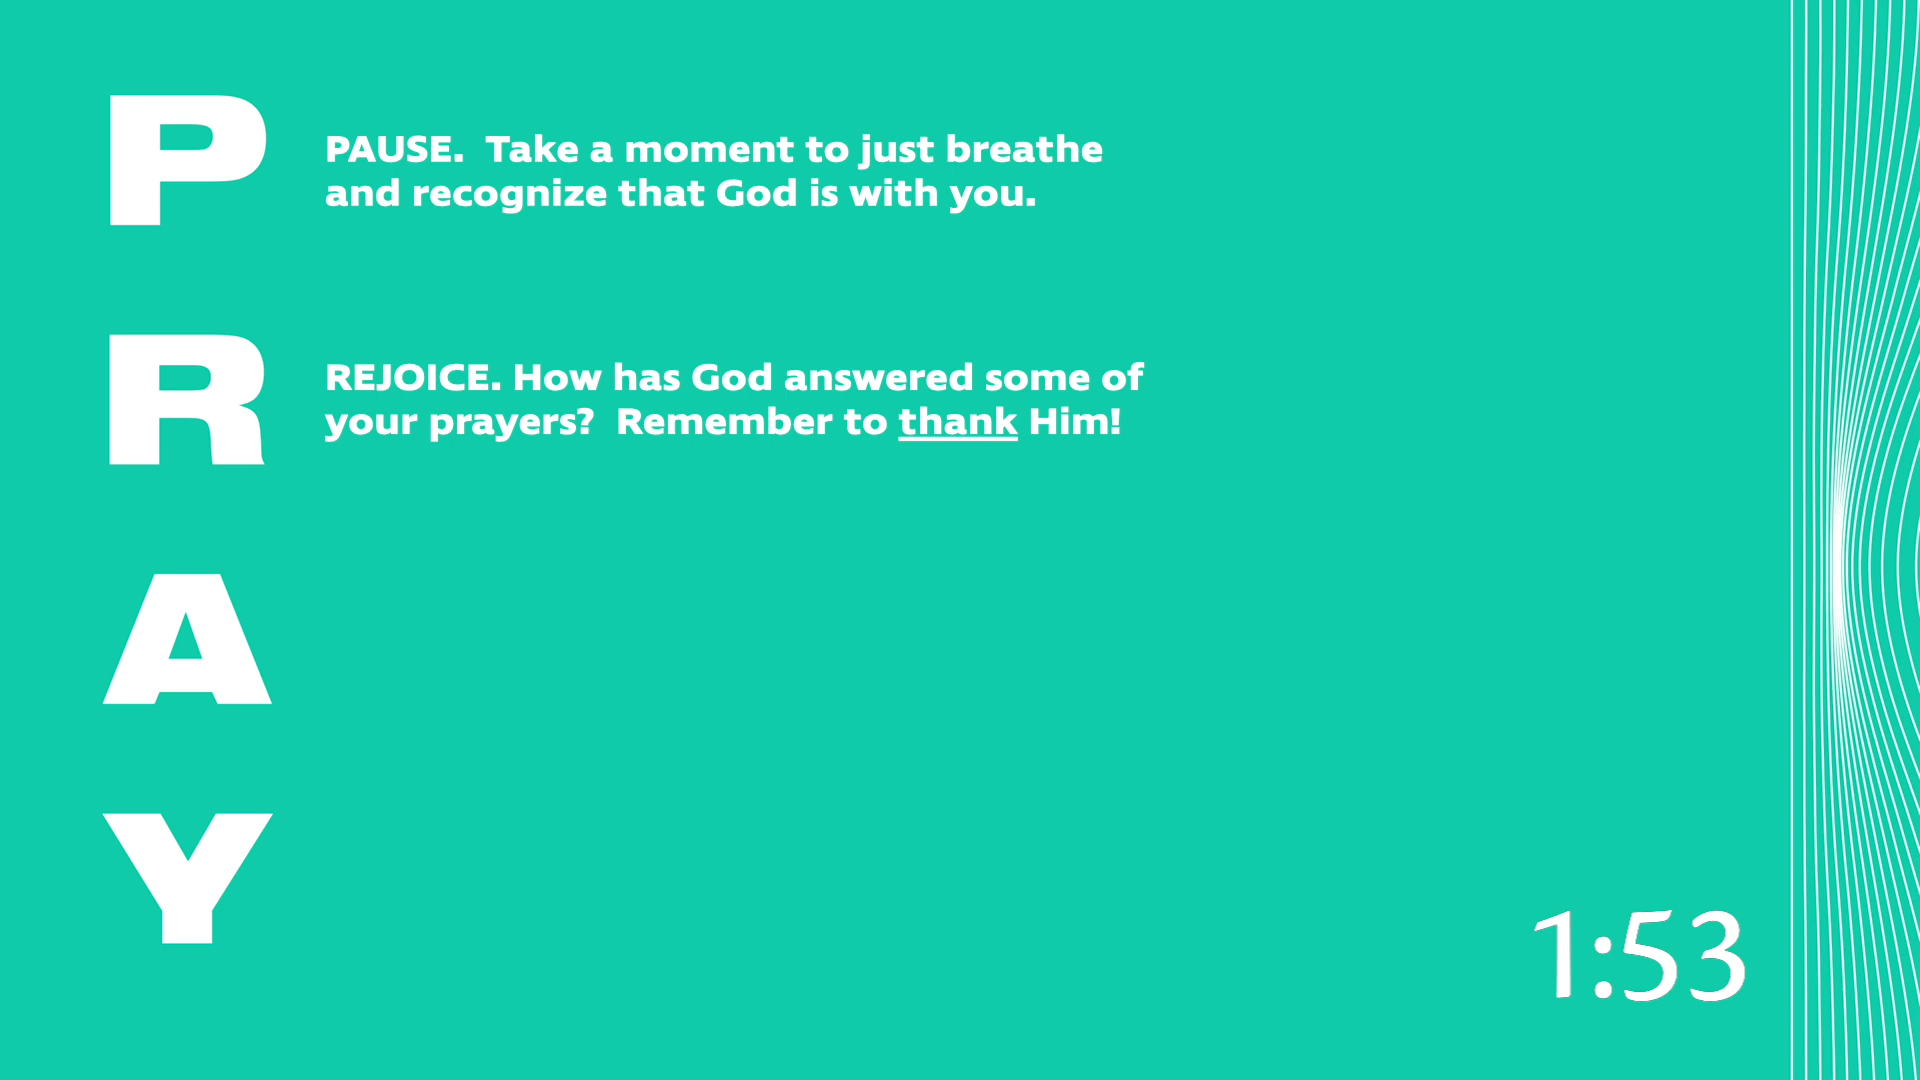 P
PAUSE.  Take a moment to just breathe
and recognize that God is with you.
R
REJOICE. How has God answered some of
your prayers?  Remember to thank Him!
A
Y
1:53